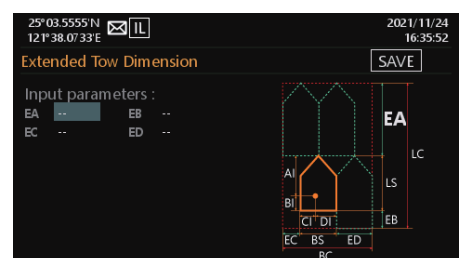 25°03.5555'N IL 2021/11/24
121°38.0733'E 16:35:52
Extended Tow Dimension SAVE
Input parameters :
EA -- EB --
EC -- ED --
EA
LC
AI
LS
BI
CI DI EB
EC BS ED
BC